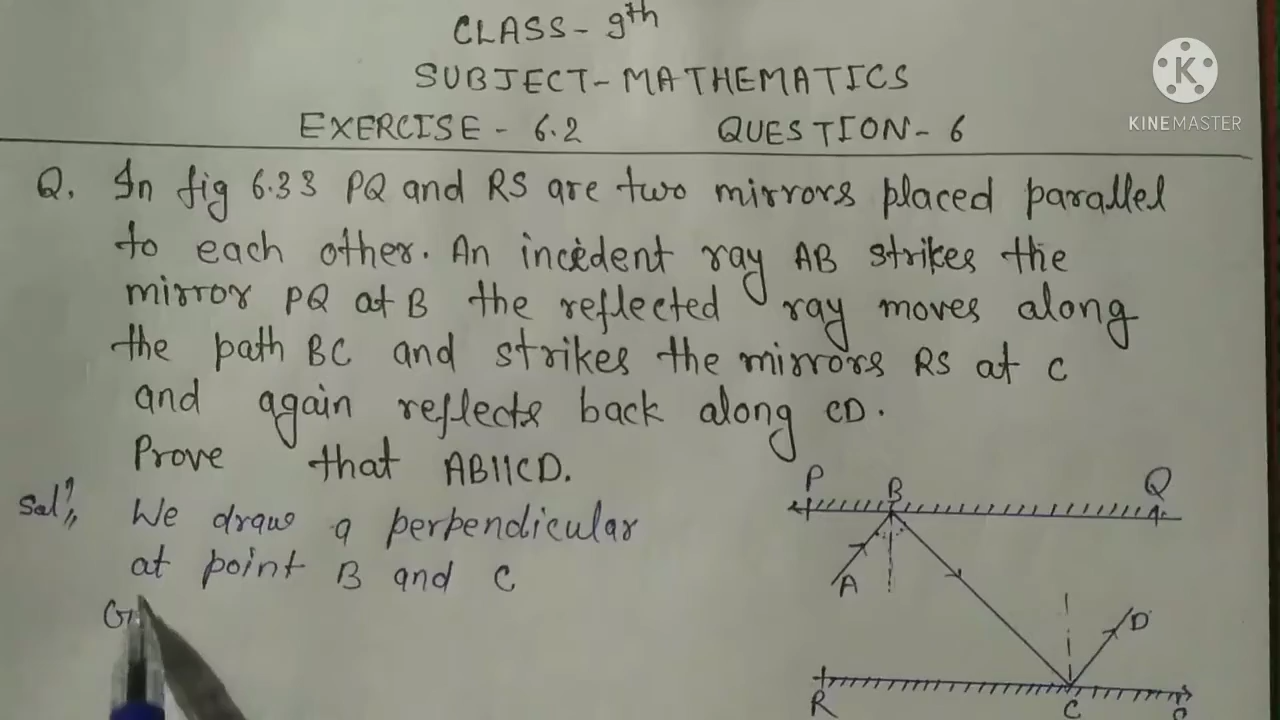 CLASS- 9th
SUBJECT- MATHEMATICS
EXERCISE - 6.2 QUESTION- 6
K
KINEMASTER
Q. In fig 6.33 PQ and RS are two mirrors placed parallel
to each other. An incident ray AB strikes the
mirror PQ at B the reflected ray moves along
the path BC and strikes the mirrors RS at C
and again reflects back along CD.
Prove that AB||CD.
Sol?,, We draw a perpendicular
at point B and C
P B Q
A
D
R C